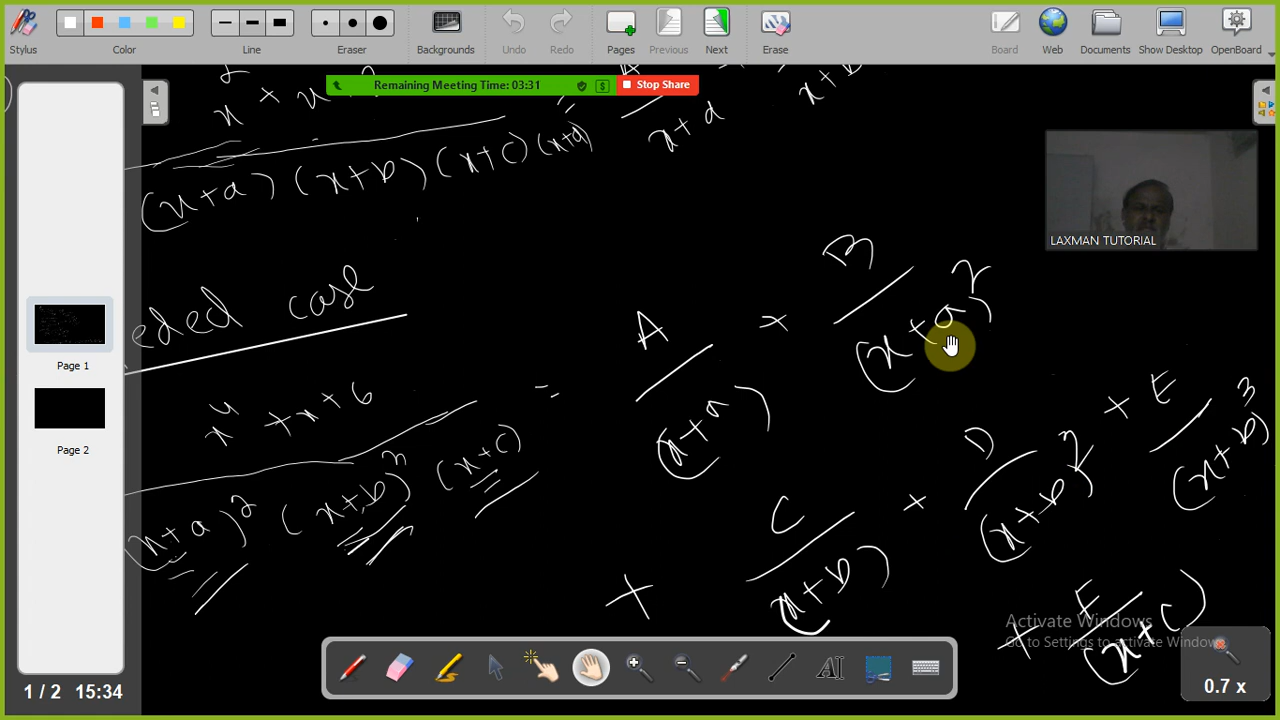 Stylus
Color
Line
Eraser
Backgrounds
Undo
Redo
Pages
Previous
Next
Erase
Board
Web
Documents
Show Desktop
OpenBoard
Remaining Meeting Time: 03:31
Stop Share
LAXMAN TUTORIAL
(x+a) (x+b) (x+c) (x+d)
x+d
x+b
eded case
x⁴ + x + 6
(x+a)² (x+b)ⁿ (x+c)
=
A
(x+a)
+
B
(x+a)²
+
C
(x+b)
+
D
(x+b)²
+
E
(x+b)³
+
F
(x+c)
Page 1
Page 2
1 / 2 15:34
Activate Windows
Go to Settings to activate Windows.
0.7 x